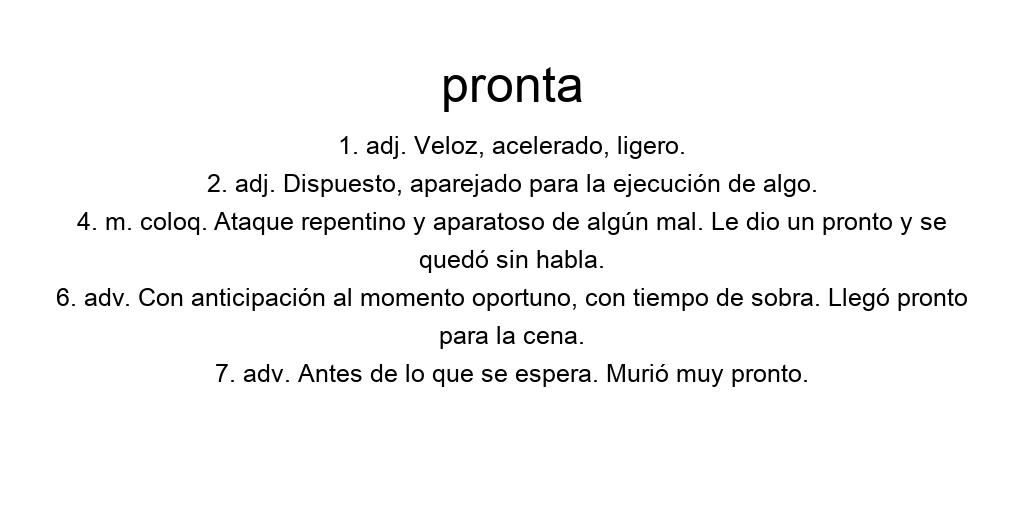 pronta
1. adj. Veloz, acelerado, ligero.
2. adj. Dispuesto, aparejado para la ejecución de algo.
4. m. coloq. Ataque repentino y aparatoso de algún mal. Le dio un pronto y se
quedó sin habla.
6. adv. Con anticipación al momento oportuno, con tiempo de sobra. Llegó pronto
para la cena.
7. adv. Antes de lo que se espera. Murió muy pronto.